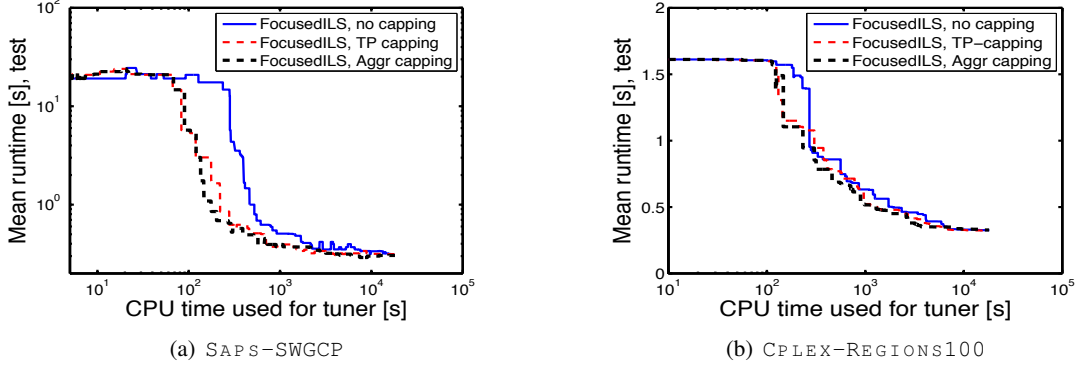 FocusedILS, no capping
FocusedILS, TP capping
FocusedILS, Aggr capping
10^2
10^1
10^0
Mean runtime [s], test
10^1 10^2 10^3 10^4 10^5
CPU time used for tuner [s]
(a) SAPS-SWGCP
FocusedILS, no capping
FocusedILS, TP-capping
FocusedILS, Aggr capping
2
1.5
1
0.5
0
Mean runtime [s], test
10^1 10^2 10^3 10^4 10^5
CPU time used for tuner [s]
(b) CPLEX-REGIONS100